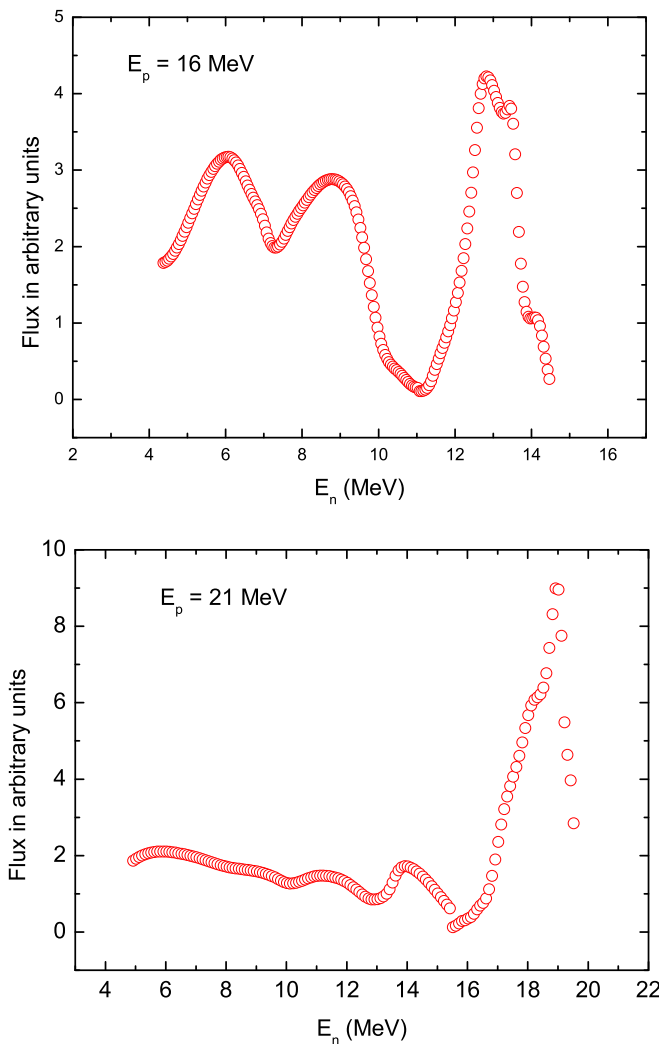 5
E_p = 16 MeV
4
3
2
1
0
Flux in arbitrary units
2 4 6 8 10 12 14 16
E_n (MeV)
10
E_p = 21 MeV
8
6
4
2
0
Flux in arbitrary units
4 6 8 10 12 14 16 18 20 22
E_n (MeV)